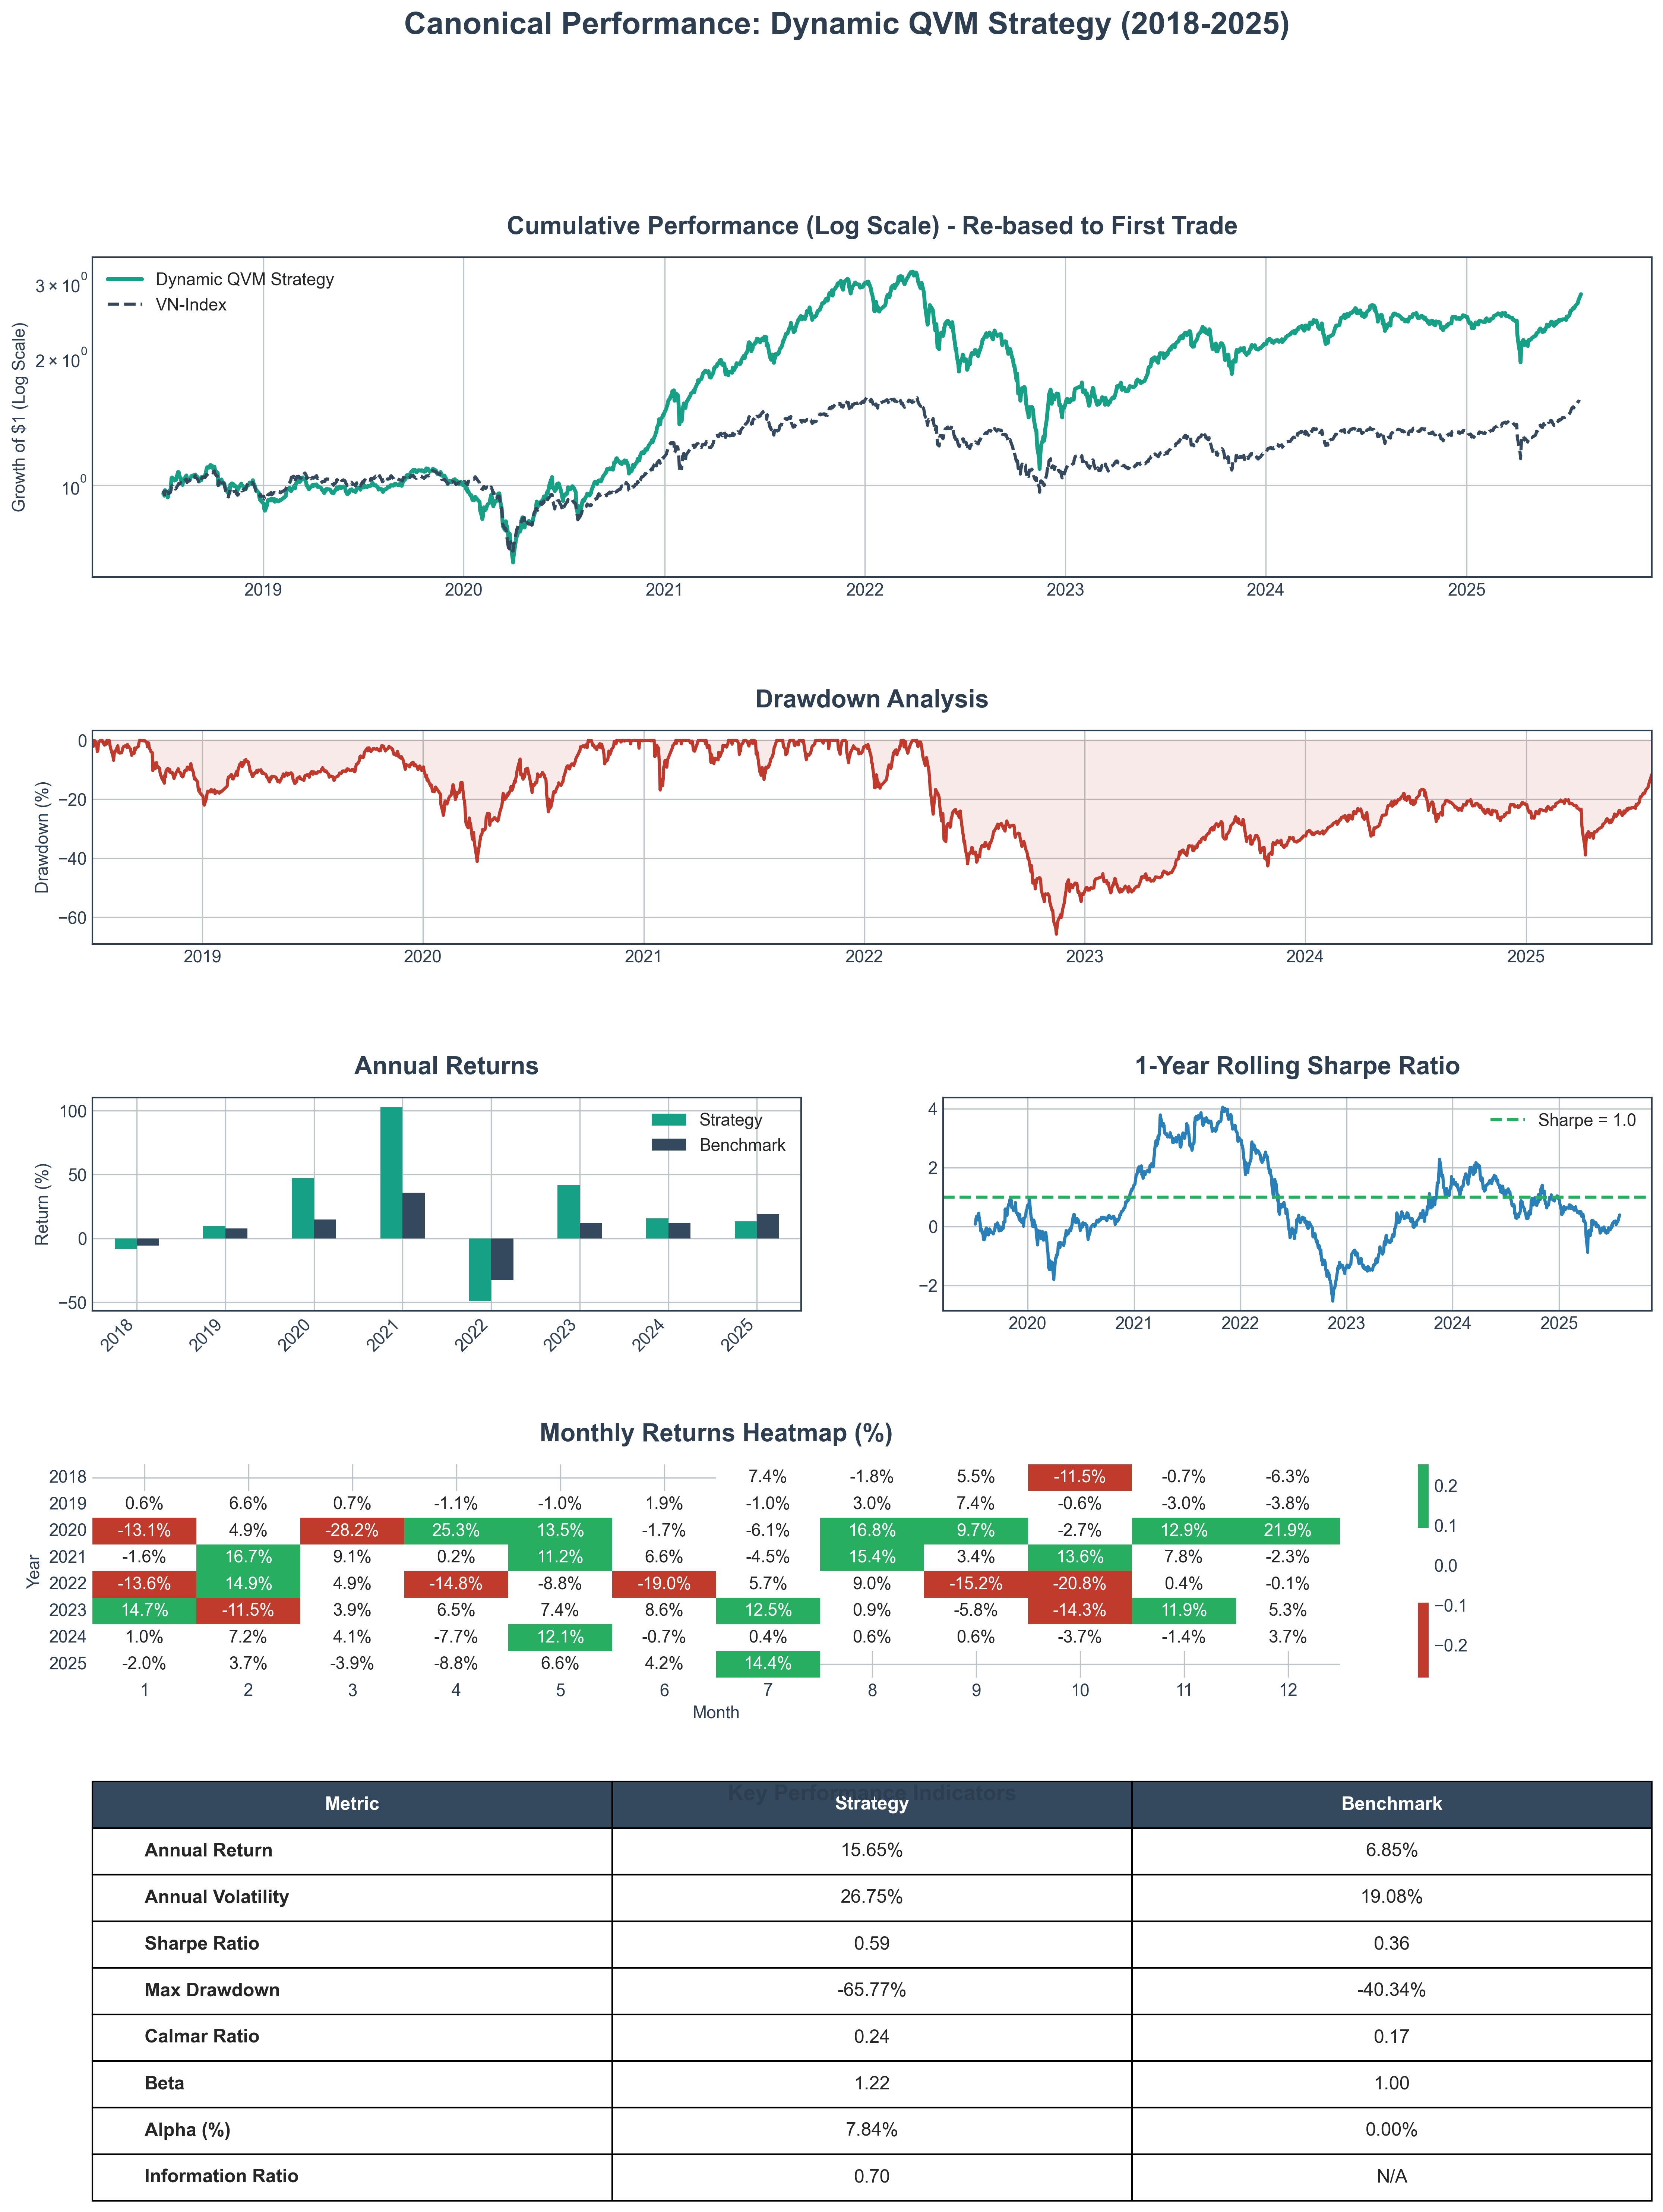 Canonical Performance: Dynamic QVM Strategy (2018-2025)
Cumulative Performance (Log Scale) - Re-based to First Trade
Growth of $1 (Log Scale)
3 × 10⁰
2 × 10⁰
10⁰
Dynamic QVM Strategy
VN-Index
2019 2020 2021 2022 2023 2024 2025
Drawdown Analysis
Drawdown (%)
0
−20
−40
−60
2019 2020 2021 2022 2023 2024 2025
Annual Returns
Return (%)
100
50
0
−50
Strategy
Benchmark
2018 2019 2020 2021 2022 2023 2024 2025
1-Year Rolling Sharpe Ratio
4
2
0
−2
Sharpe = 1.0
2020 2021 2022 2023 2024 2025
Monthly Returns Heatmap (%)
Year
2018 7.4% -1.8% 5.5% -11.5% -0.7% -6.3%
2019 0.6% 6.6% 0.7% -1.1% -1.0% 1.9% -1.0% 3.0% 7.4% -0.6% -3.0% -3.8%
2020 -13.1% 4.9% -28.2% 25.3% 13.5% -1.7% -6.1% 16.8% 9.7% -2.7% 12.9% 21.9%
2021 -1.6% 16.7% 9.1% 0.2% 11.2% 6.6% -4.5% 15.4% 3.4% 13.6% 7.8% -2.3%
2022 -13.6% 14.9% 4.9% -14.8% -8.8% -19.0% 5.7% 9.0% -15.2% -20.8% 0.4% -0.1%
2023 14.7% -11.5% 3.9% 6.5% 7.4% 8.6% 12.5% 0.9% -5.8% -14.3% 11.9% 5.3%
2024 1.0% 7.2% 4.1% -7.7% 12.1% -0.7% 0.4% 0.6% 0.6% -3.7% -1.4% 3.7%
2025 -2.0% 3.7% -3.9% -8.8% 6.6% 4.2% 14.4%
1 2 3 4 5 6 7 8 9 10 11 12
Month
0.2
0.1
0.0
−0.1
−0.2
Key Performance Indicators
Metric Strategy Benchmark
Annual Return 15.65% 6.85%
Annual Volatility 26.75% 19.08%
Sharpe Ratio 0.59 0.36
Max Drawdown -65.77% -40.34%
Calmar Ratio 0.24 0.17
Beta 1.22 1.00
Alpha (%) 7.84% 0.00%
Information Ratio 0.70 N/A